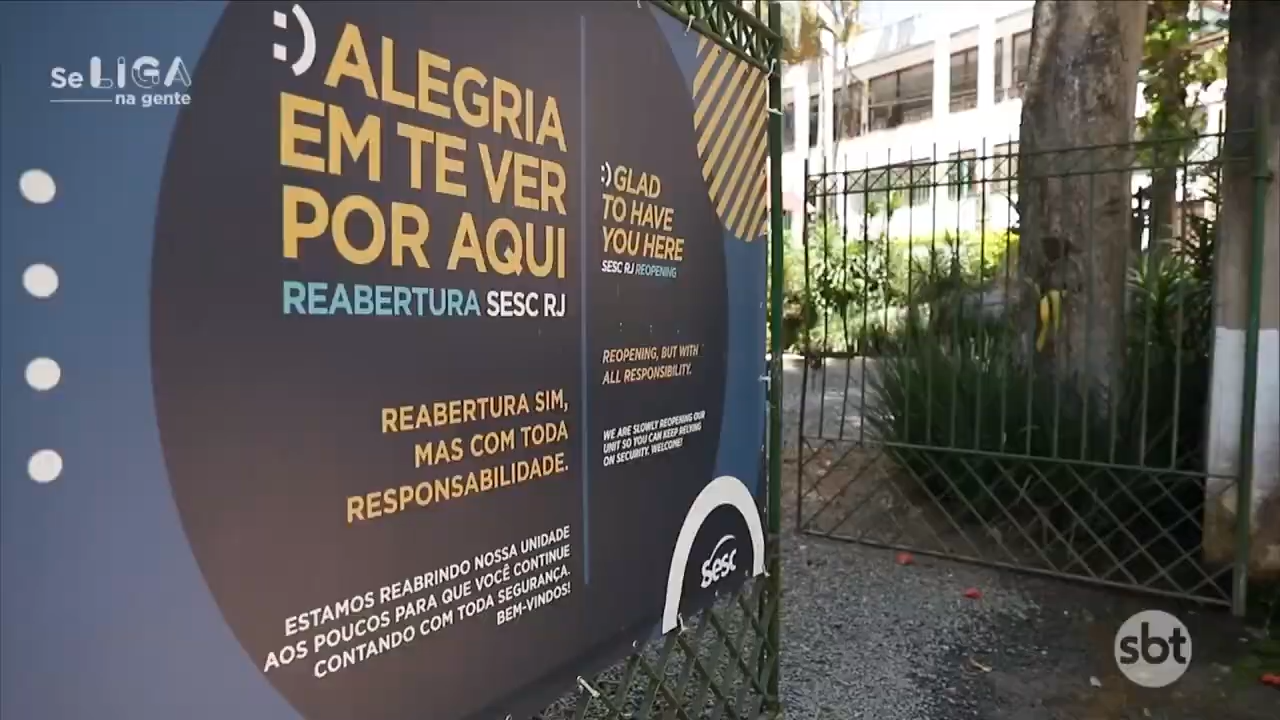 Se LIGA
na gente
:) ALEGRIA
EM TE VER
POR AQUI
REABERTURA SESC RJ
REABERTURA SIM,
MAS COM TODA
RESPONSABILIDADE.
ESTAMOS REABRINDO NOSSA UNIDADE
AOS POUCOS PARA QUE VOCÊ CONTINUE
CONTANDO COM TODA SEGURANÇA.
BEM-VINDOS!
:) GLAD
TO HAVE
YOU HERE
SESC RJ REOPENING
REOPENING, BUT WITH
ALL RESPONSIBILITY.
WE ARE SLOWLY REOPENING OUR
UNIT SO YOU CAN KEEP RELYING
ON SECURITY. WELCOME!
sesc
sbt